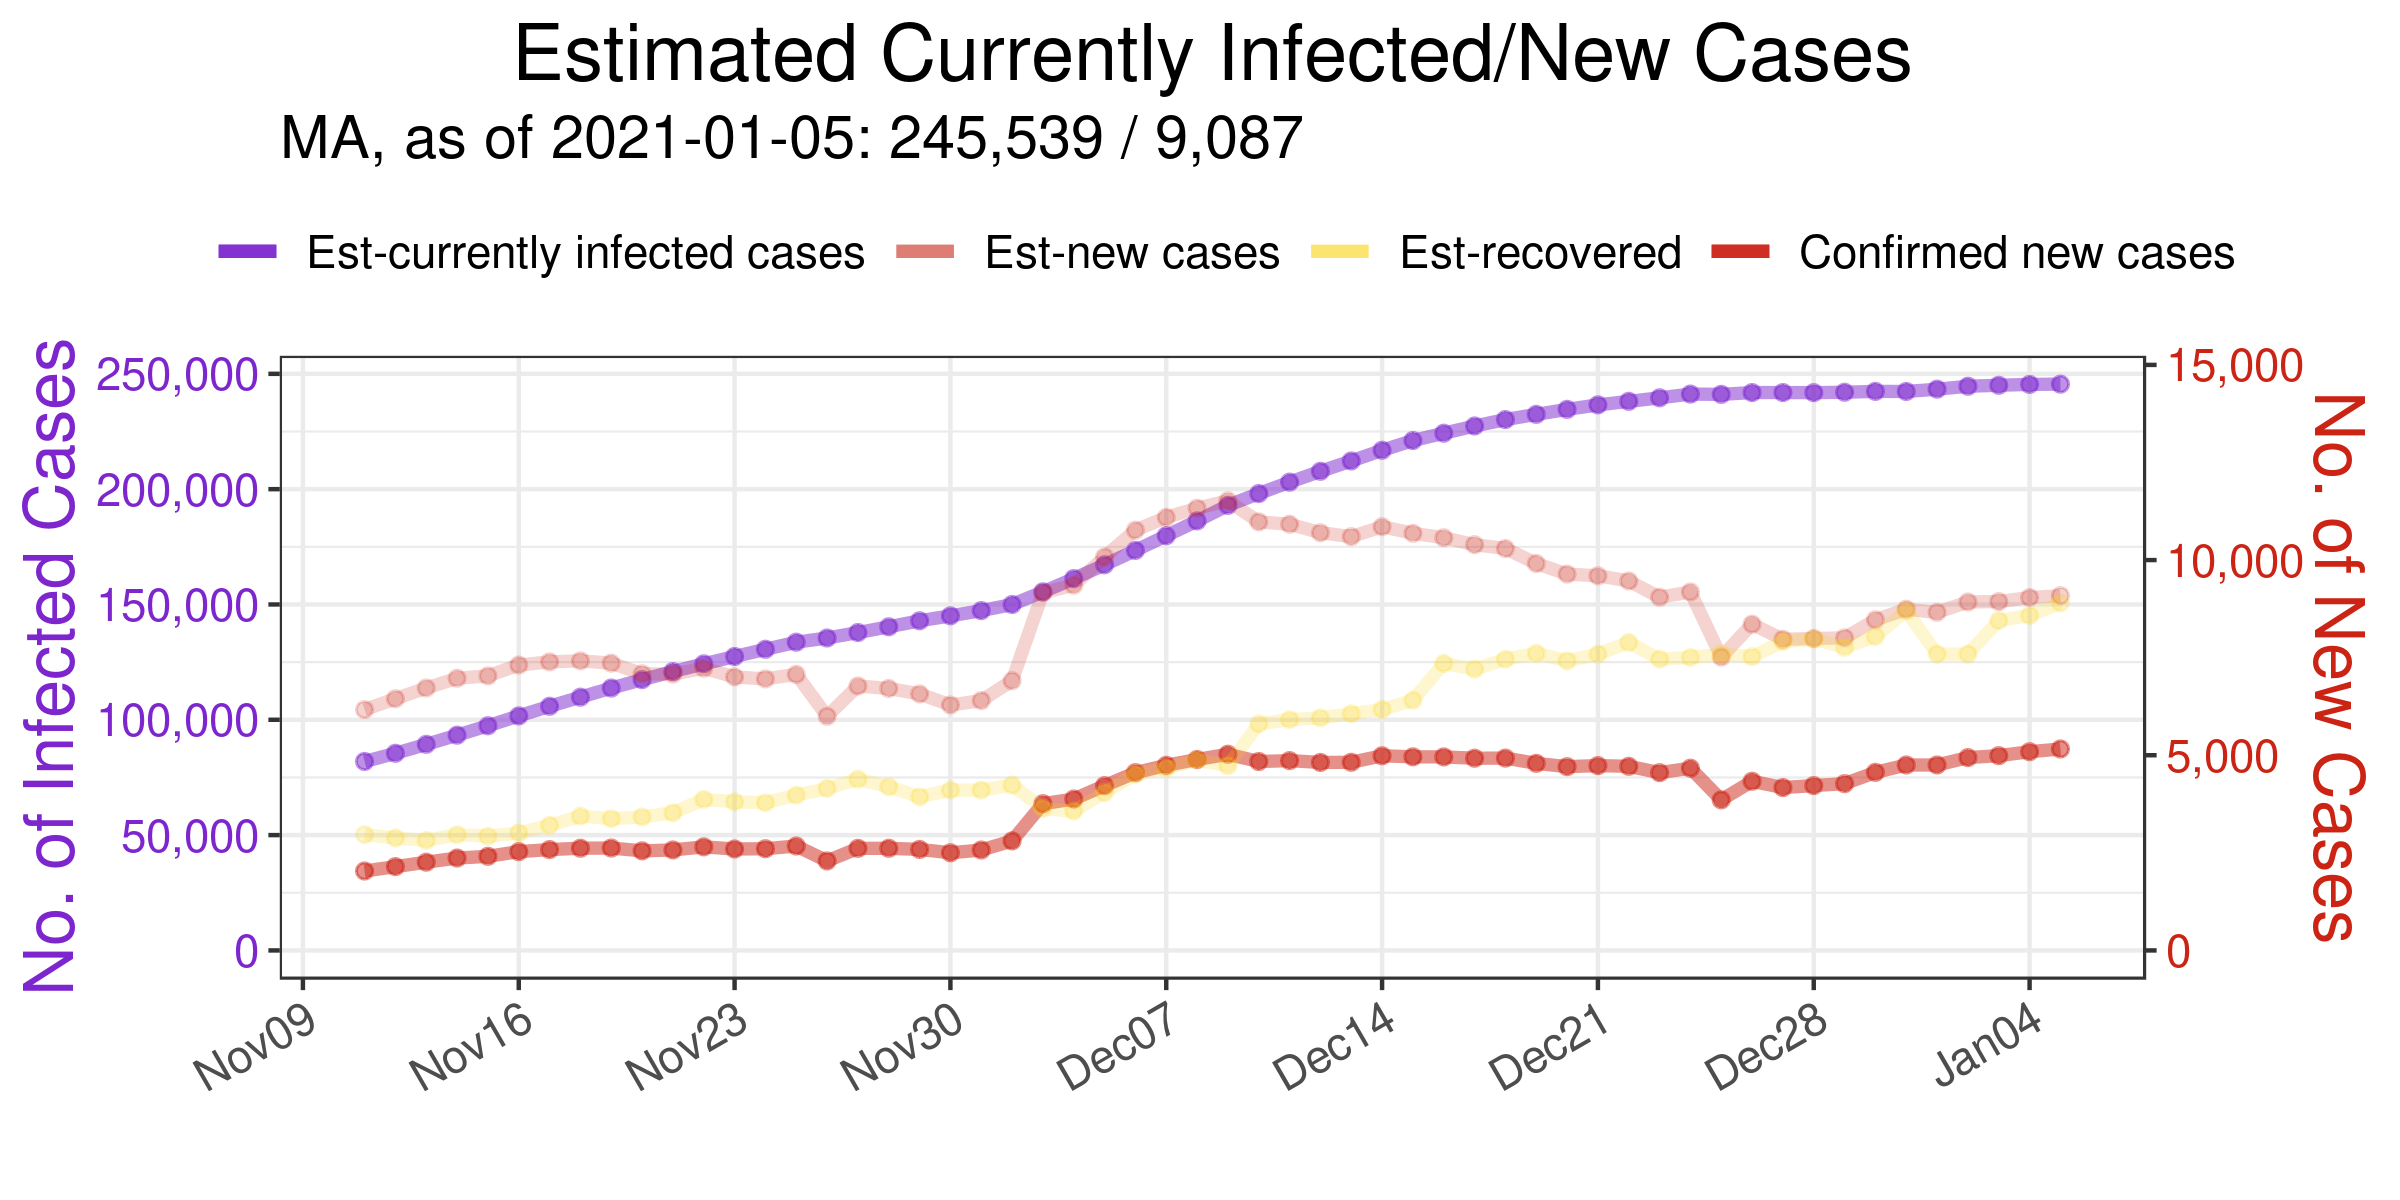 Estimated Currently Infected/New Cases
MA, as of 2021-01-05: 245,539 / 9,087
Est-currently infected cases Est-new cases Est-recovered Confirmed new cases
No. of Infected Cases
250,000
200,000
150,000
100,000
50,000
0
15,000
10,000
5,000
0
No. of New Cases
Nov09 Nov16 Nov23 Nov30 Dec07 Dec14 Dec21 Dec28 Jan04